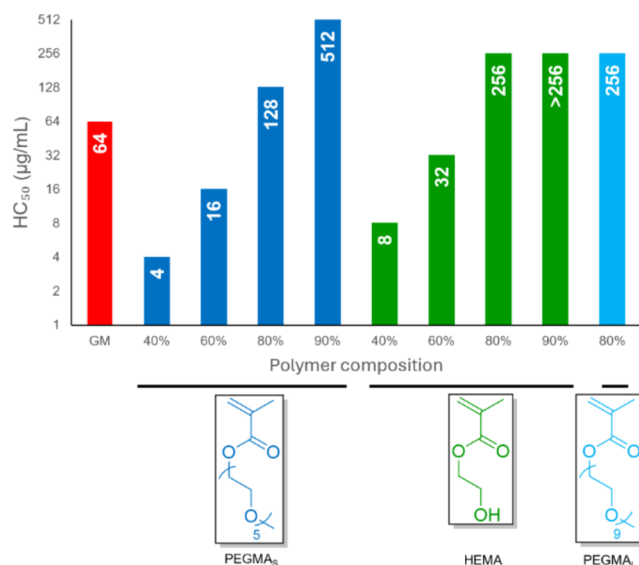 HC50 (µg/mL)
512
256
128
64
32
16
8
4
2
1
64
4
16
128
512
8
32
256
>256
256
GM 40% 60% 80% 90% 40% 60% 80% 90% 80%
Polymer composition
O O
O
5
PEGMAS
O O
OH
HEMA
O O
O
9
PEGMAL